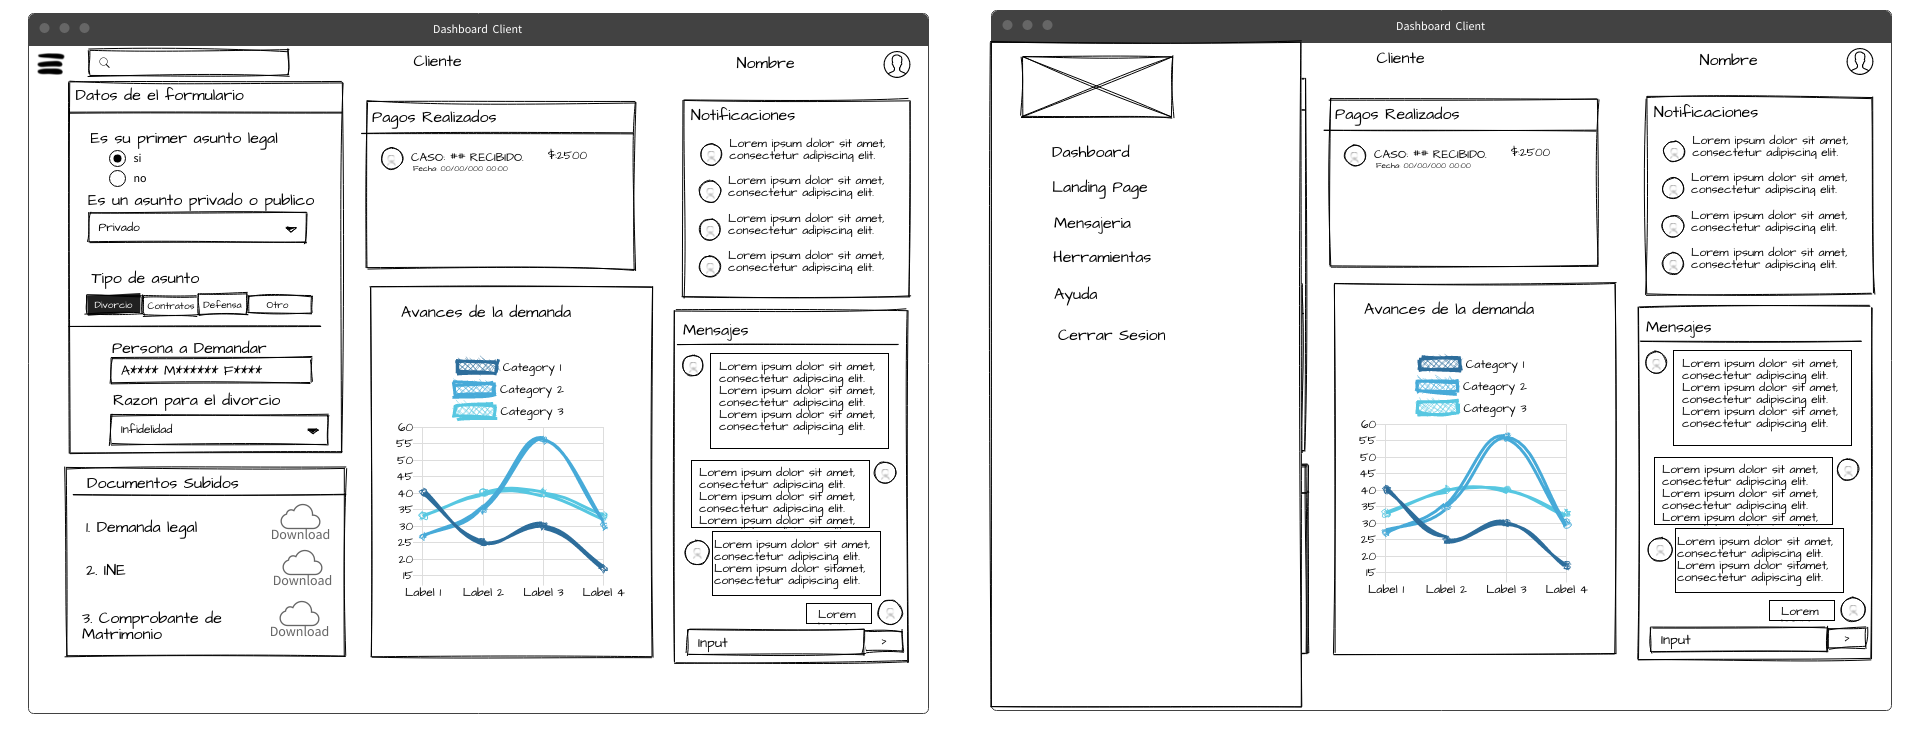 Dashboard Client
Cliente
Nombre
Datos de el formulario
Es su primer asunto legal
si
no
Es un asunto privado o publico
Privado
Tipo de asunto
Divorcio Contratos Defensa Otro
Persona a Demandar
A**** M****** F****
Razon para el divorcio
Infidelidad
Documentos Subidos
1. Demanda legal
Download
2. INE
Download
3. Comprobante de
Matrimonio
Download
Pagos Realizados
CASO: ## RECIBIDO. $2500
Fecha: 00/00/000 00:00
Avances de la demanda
Category 1
Category 2
Category 3
60
55
50
45
40
35
30
25
20
15
Label 1 Label 2 Label 3 Label 4
Notificaciones
Lorem ipsum dolor sit amet,
consectetur adipiscing elit.
Lorem ipsum dolor sit amet,
consectetur adipiscing elit.
Lorem ipsum dolor sit amet,
consectetur adipiscing elit.
Lorem ipsum dolor sit amet,
consectetur adipiscing elit.
Mensajes
Lorem ipsum dolor sit amet,
consectetur adipiscing elit.
Lorem ipsum dolor sit amet,
consectetur adipiscing elit.
Lorem ipsum dolor sit amet,
consectetur adipiscing elit.
Lorem ipsum dolor sit amet,
consectetur adipiscing elit.
Lorem ipsum dolor sit amet,
consectetur adipiscing elit.
Lorem ipsum dolor sit amet,
Lorem ipsum dolor sit amet,
consectetur adipiscing elit.
Lorem ipsum dolor sit amet,
consectetur adipiscing elit.
Lorem
Input >
Dashboard Client
Cliente
Nombre
Dashboard
Landing Page
Mensajeria
Herramientas
Ayuda
Cerrar Sesion
Pagos Realizados
CASO: ## RECIBIDO. $2500
Fecha: 00/00/000 00:00
Avances de la demanda
Category 1
Category 2
Category 3
60
55
50
45
40
35
30
25
20
15
Label 1 Label 2 Label 3 Label 4
Notificaciones
Lorem ipsum dolor sit amet,
consectetur adipiscing elit.
Lorem ipsum dolor sit amet,
consectetur adipiscing elit.
Lorem ipsum dolor sit amet,
consectetur adipiscing elit.
Lorem ipsum dolor sit amet,
consectetur adipiscing elit.
Mensajes
Lorem ipsum dolor sit amet,
consectetur adipiscing elit.
Lorem ipsum dolor sit amet,
consectetur adipiscing elit.
Lorem ipsum dolor sit amet,
consectetur adipiscing elit.
Lorem ipsum dolor sit amet,
consectetur adipiscing elit.
Lorem ipsum dolor sit amet,
consectetur adipiscing elit.
Lorem ipsum dolor sit amet,
Lorem ipsum dolor sit amet,
consectetur adipiscing elit.
Lorem ipsum dolor sit amet,
consectetur adipiscing elit.
Lorem
Input >